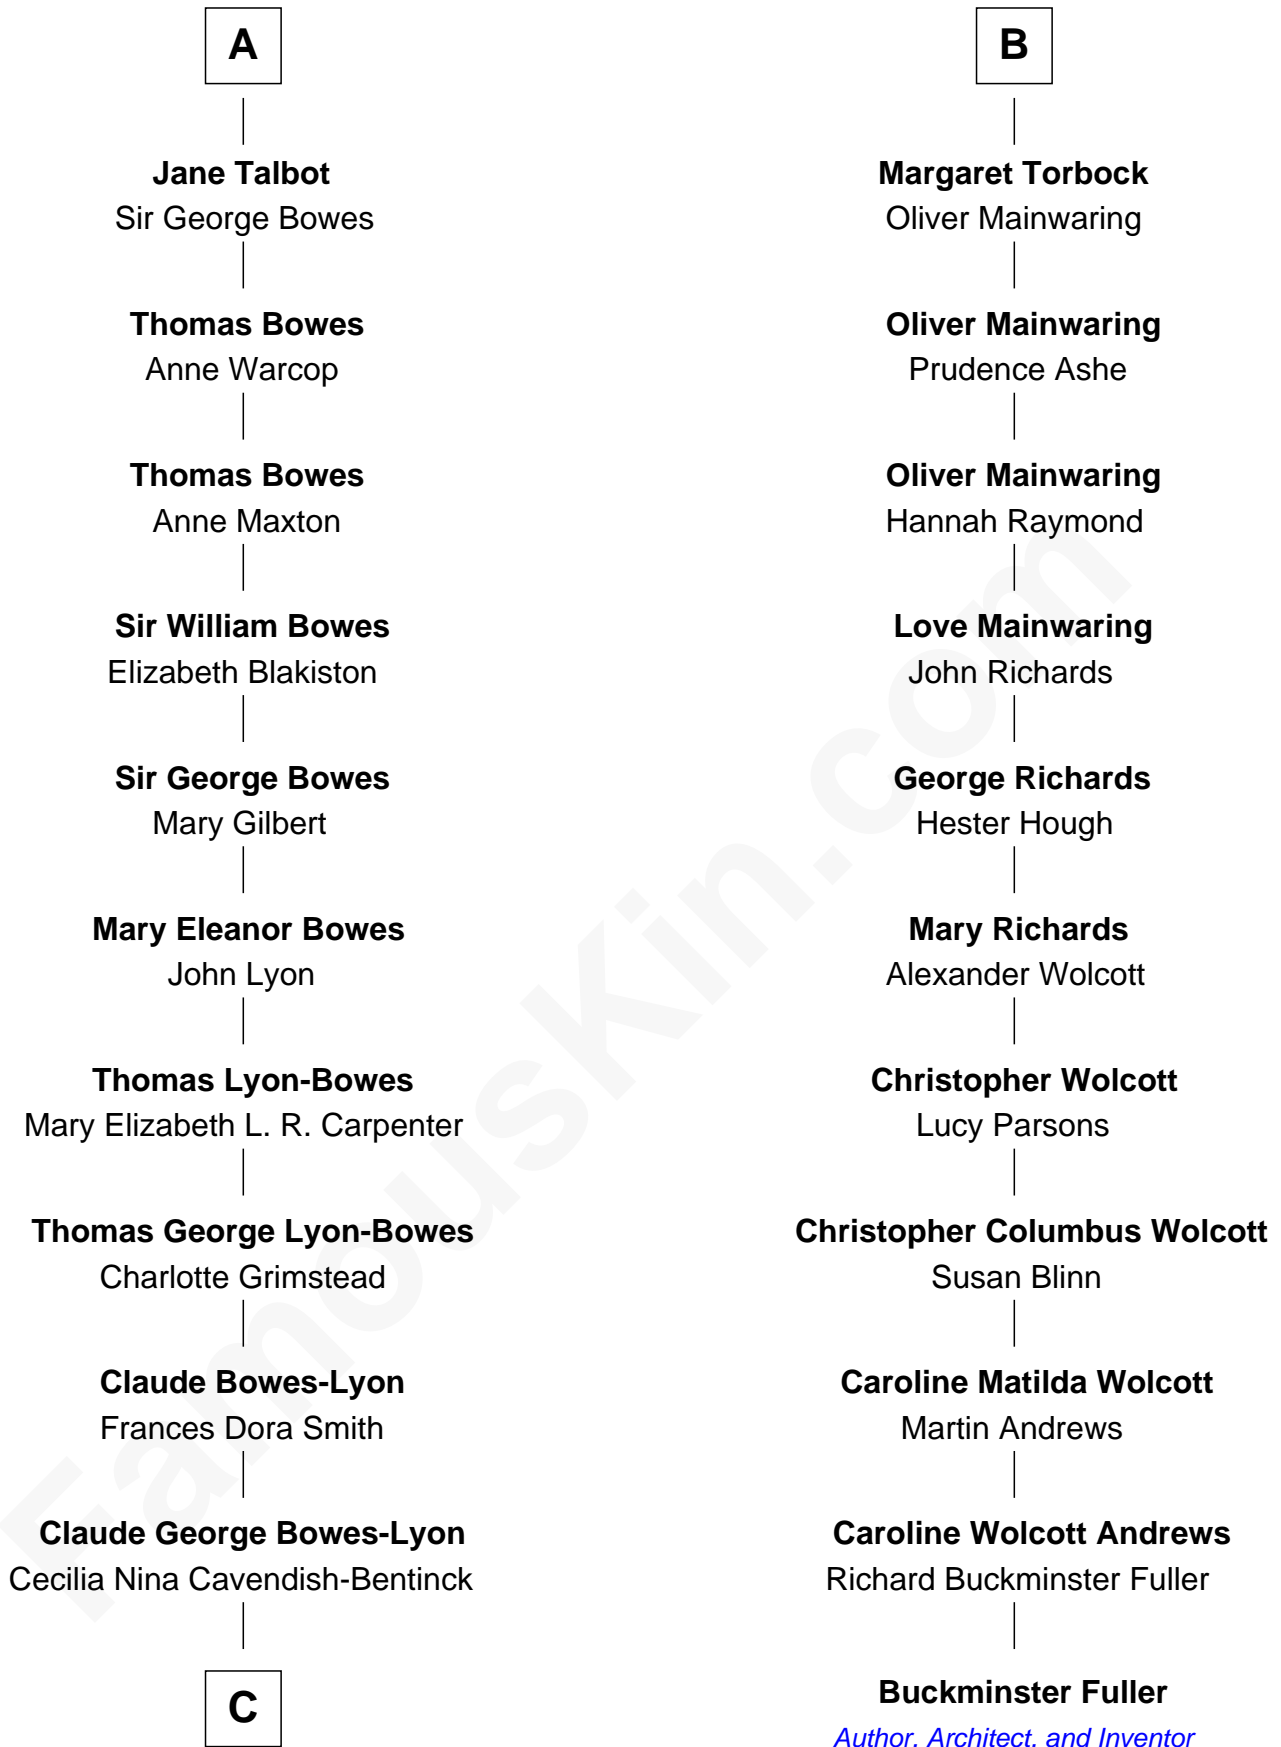 A
Jane Talbot
Sir George Bowes
Thomas Bowes
Anne Warcop
Thomas Bowes
Anne Maxton
Sir William Bowes
Elizabeth Blakiston
Sir George Bowes
Mary Gilbert
Mary Eleanor Bowes
John Lyon
Thomas Lyon-Bowes
Mary Elizabeth L. R. Carpenter
Thomas George Lyon-Bowes
Charlotte Grimstead
Claude Bowes-Lyon
Frances Dora Smith
Claude George Bowes-Lyon
Cecilia Nina Cavendish-Bentinck
C
B
Margaret Torbock
Oliver Mainwaring
Oliver Mainwaring
Prudence Ashe
Oliver Mainwaring
Hannah Raymond
Love Mainwaring
John Richards
George Richards
Hester Hough
Mary Richards
Alexander Wolcott
Christopher Wolcott
Lucy Parsons
Christopher Columbus Wolcott
Susan Blinn
Caroline Matilda Wolcott
Martin Andrews
Caroline Wolcott Andrews
Richard Buckminster Fuller
Buckminster Fuller
Author, Architect, and Inventor
FamousKin.com